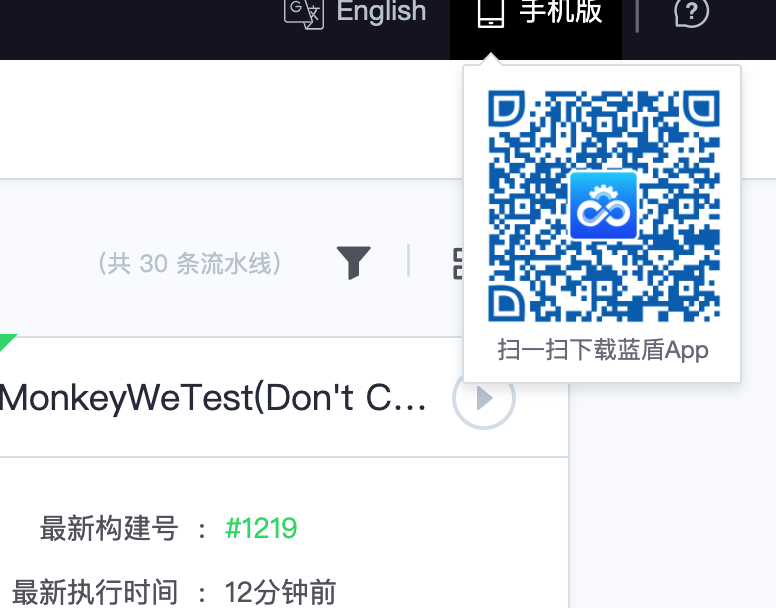 English
手机版
(共 30 条流水线)
扫一扫下载蓝盾App
MonkeyWeTest(Don't C...
最新构建号 : #1219
最新执行时间 : 12分钟前